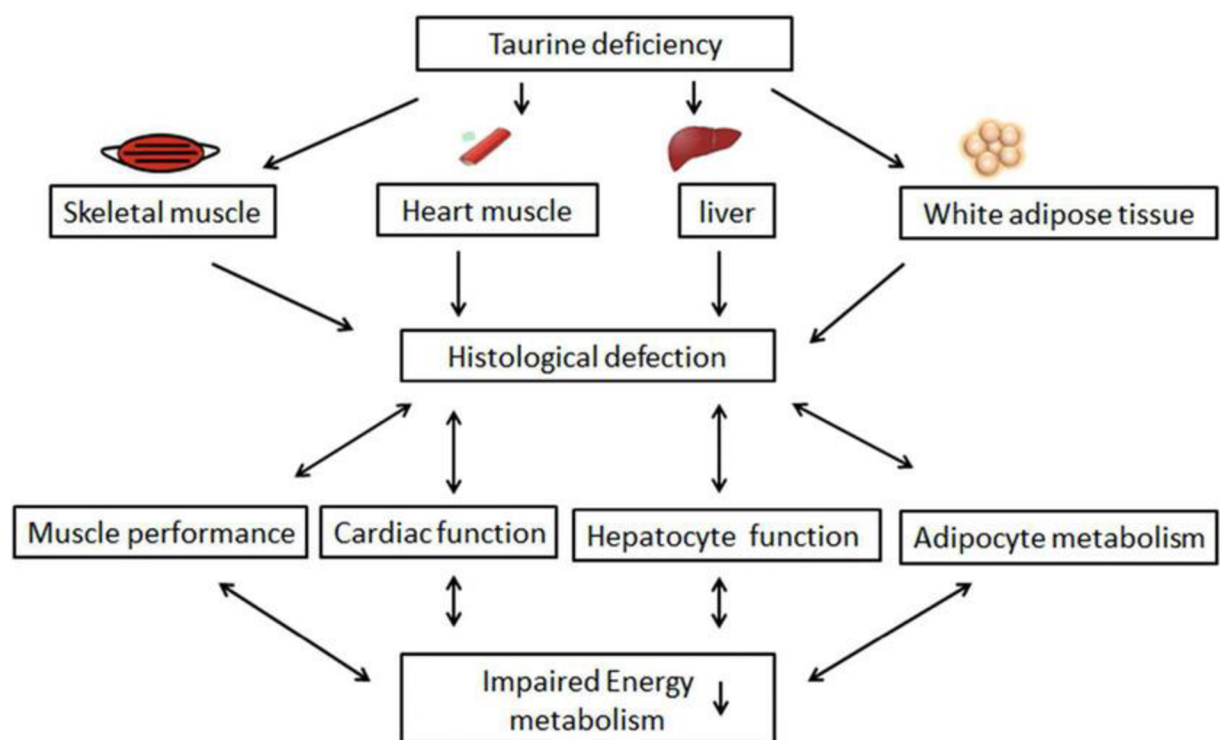 Taurine deficiency
Skeletal muscle
Heart muscle
liver
White adipose tissue
Histological defection
Muscle performance
Cardiac function
Hepatocyte function
Adipocyte metabolism
Impaired Energy
metabolism